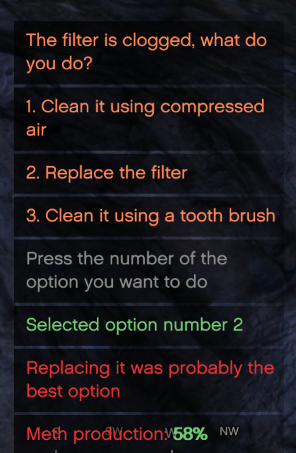 The filter is clogged, what do
you do?
1. Clean it using compressed
air
2. Replace the filter
3. Clean it using a tooth brush
Press the number of the
option you want to do
Selected option number 2
Replacing it was probably the
best option
Meth production: 58%
NW